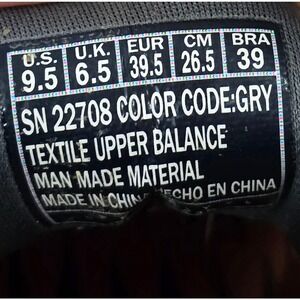 U.S. U.K. EUR CM BRA
9.5 6.5 39.5 26.5 39
SN 22708 COLOR CODE:GRY
TEXTILE UPPER BALANCE
MAN MADE MATERIAL
MADE IN CHINA/HECHO EN CHINA